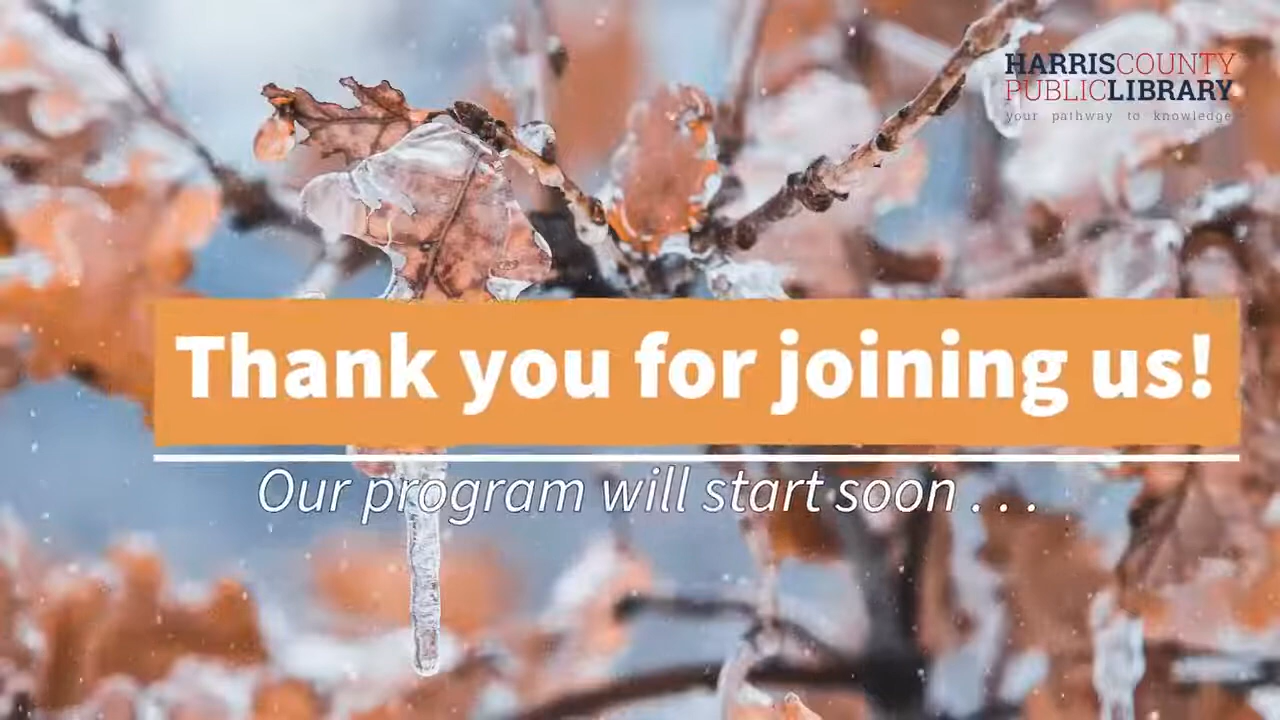 HARRISCOUNTY
PUBLICLIBRARY
your pathway to knowledge
Thank you for joining us!
Our program will start soon . . .